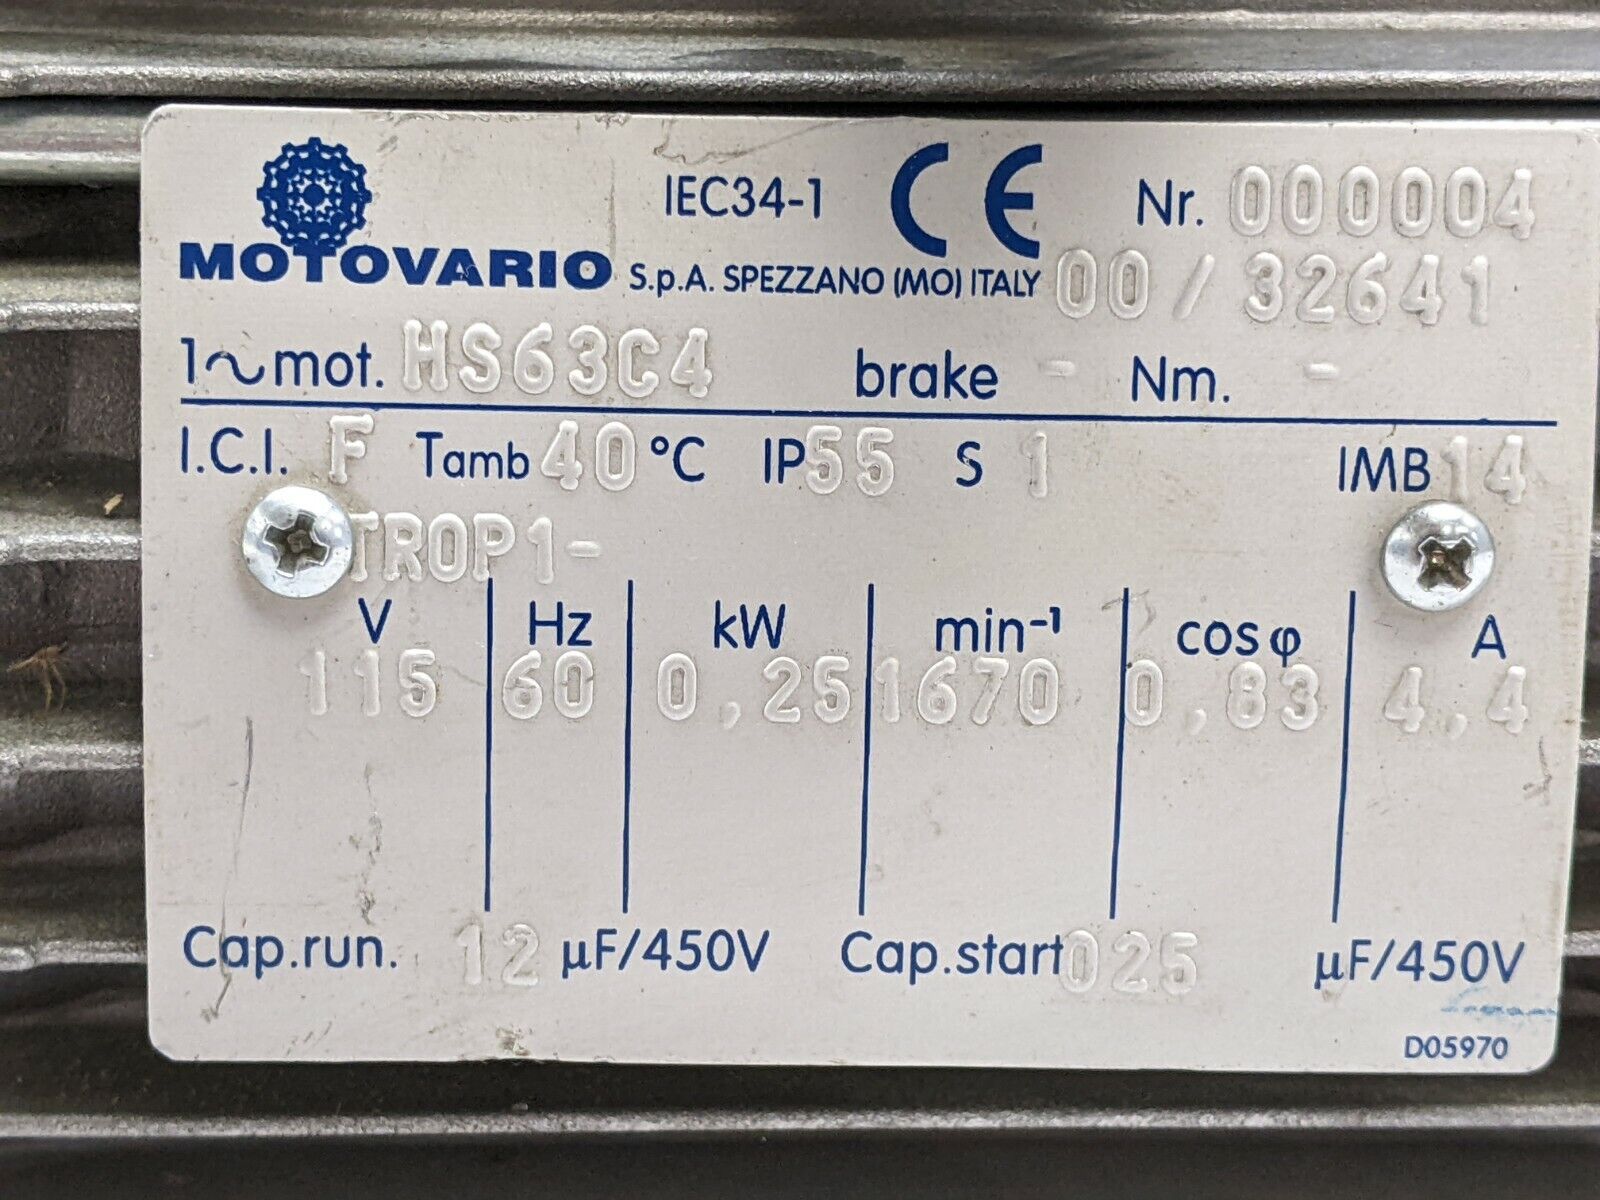 IEC34-1 CE Nr. 000004
MOTOVARIO S.p.A. SPEZZANO (MO) ITALY 00/32641
1~mot. HS63C4 brake - Nm. -
I.C.I. F Tamb 40 °C IP55 S 1 IMB14
TROP1-
V Hz kW min-1 cosφ A
115 60 0,25 1670 0,83 4,4
Cap.run. 12 µF/450V Cap.start 025 µF/450V
D05970